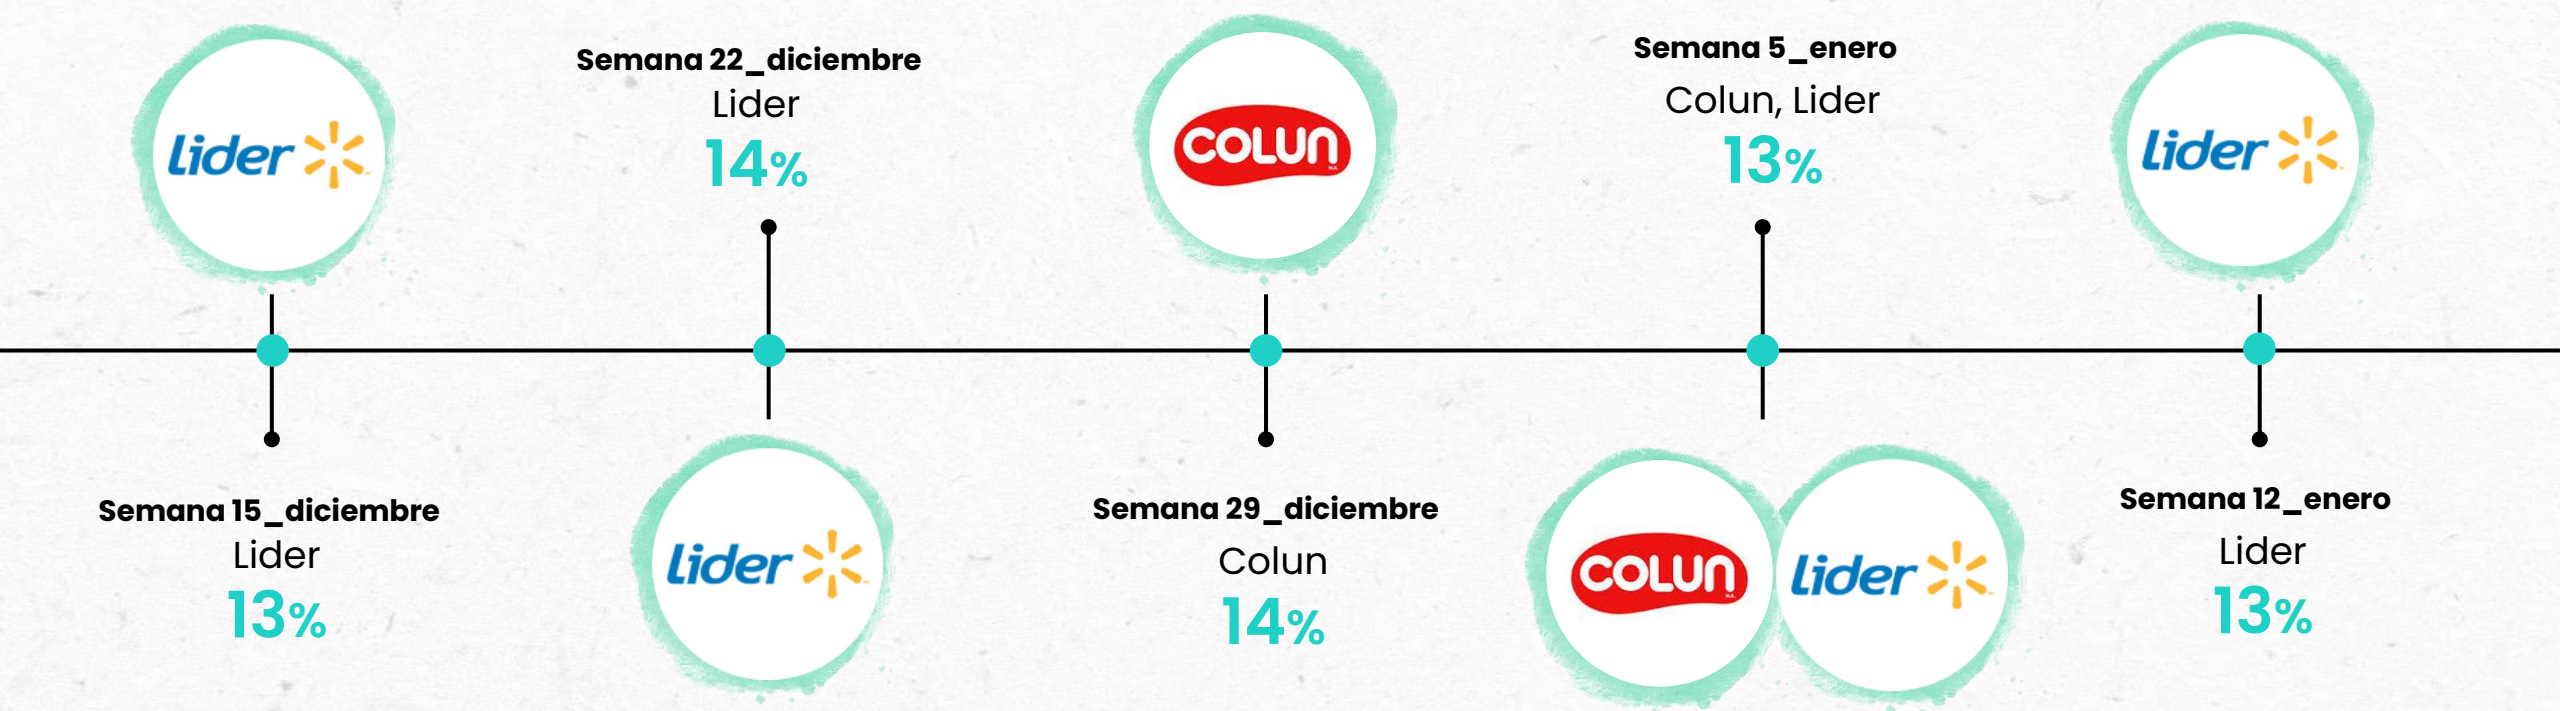 lider
Semana 15_diciembre
Lider
13%
Semana 22_diciembre
Lider
14%
lider
COLUN
Semana 29_diciembre
Colun
14%
Semana 5_enero
Colun, Lider
13%
COLUN
lider
lider
Semana 12_enero
Lider
13%